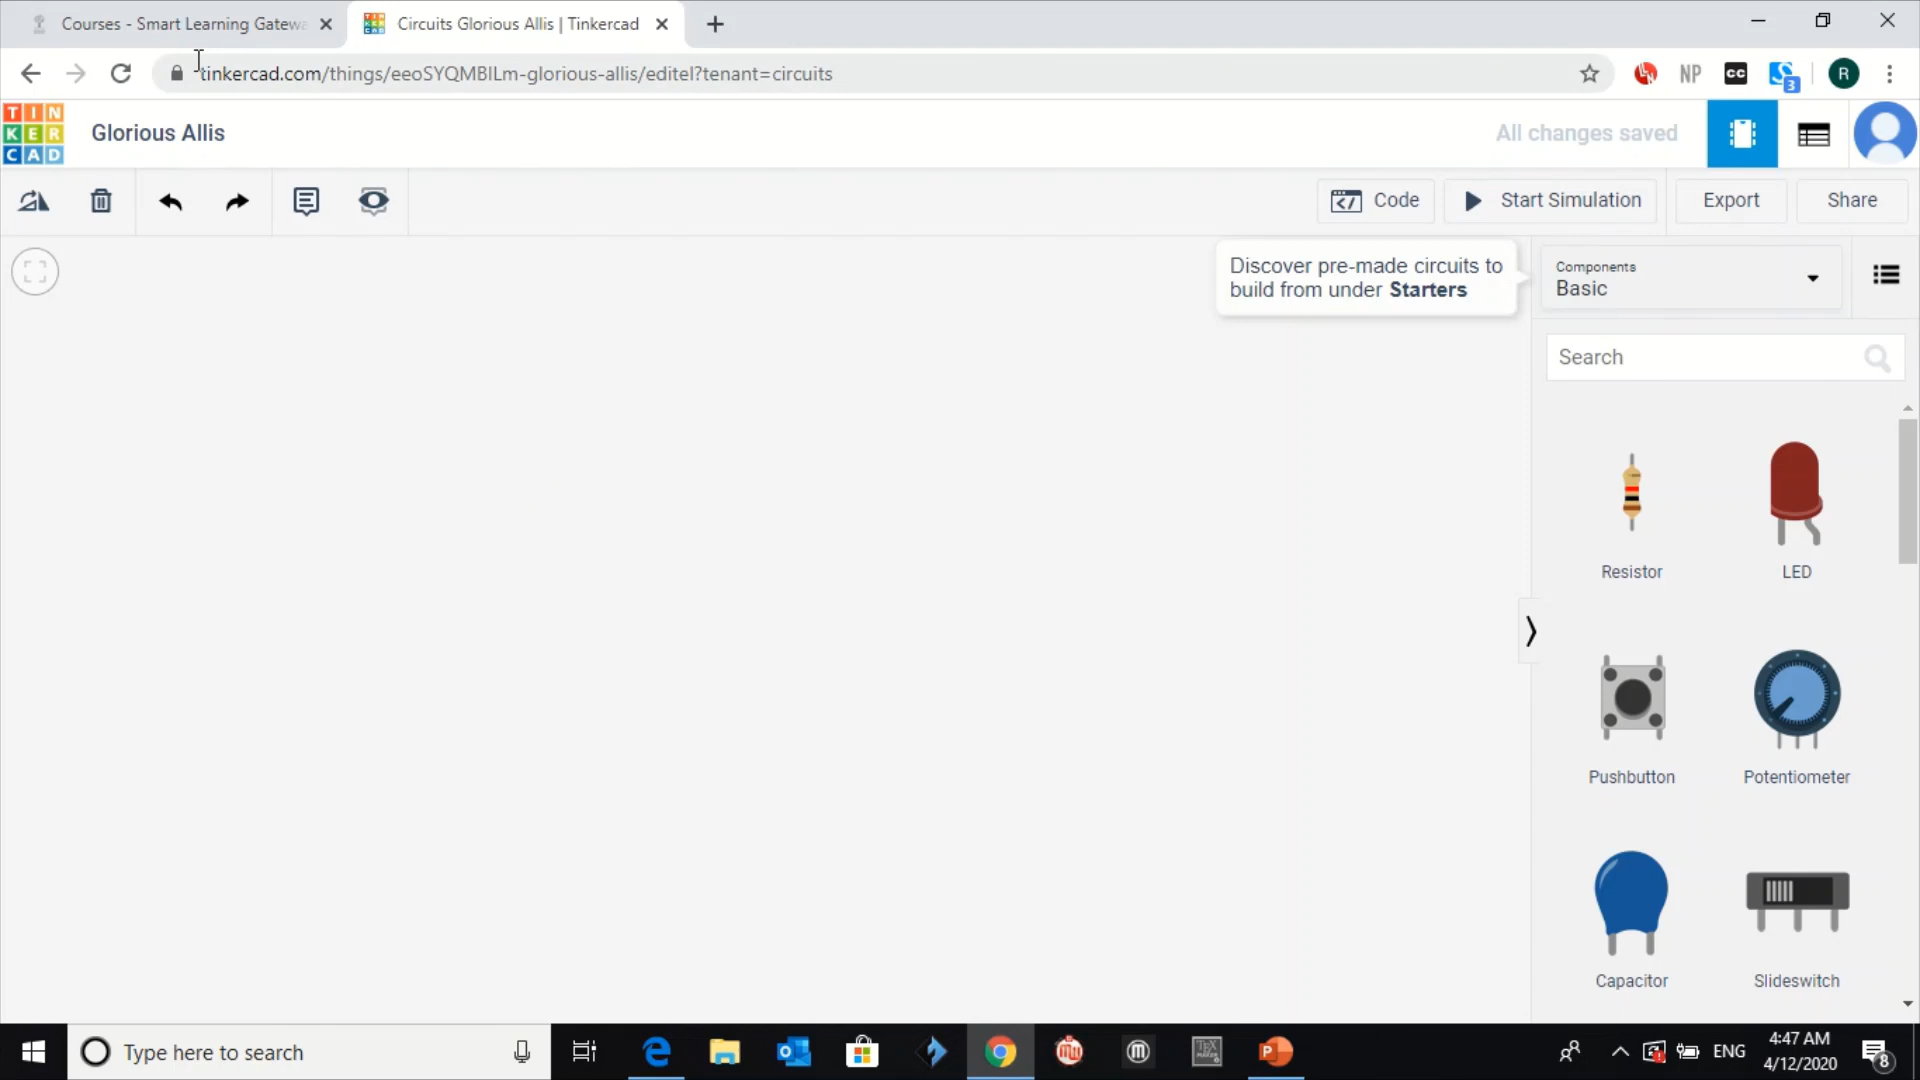 Courses - Smart Learning Gatewa
Circuits Glorious Allis | Tinkercad
tinkercad.com/things/eeoSYQMBILm-glorious-allis/editel?tenant=circuits
NP
CC
3
R
TIN
KER
CAD
Glorious Allis
All changes saved
Code
Start Simulation
Export
Share
Discover pre-made circuits to
build from under Starters
Components
Basic
Search
Resistor
LED
Pushbutton
Potentiometer
Capacitor
Slideswitch
Type here to search
ENG
4:47 AM
4/12/2020
8